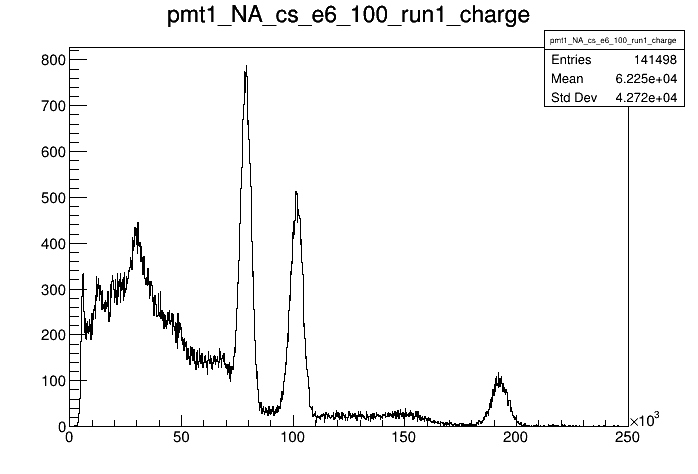 pmt1_NA_cs_e6_100_run1_charge
pmt1_NA_cs_e6_100_run1_charge
Entries 141498
Mean 6.225e+04
Std Dev 4.272e+04
800
700
600
500
400
300
200
100
0
0 50 100 150 200 250
×10³